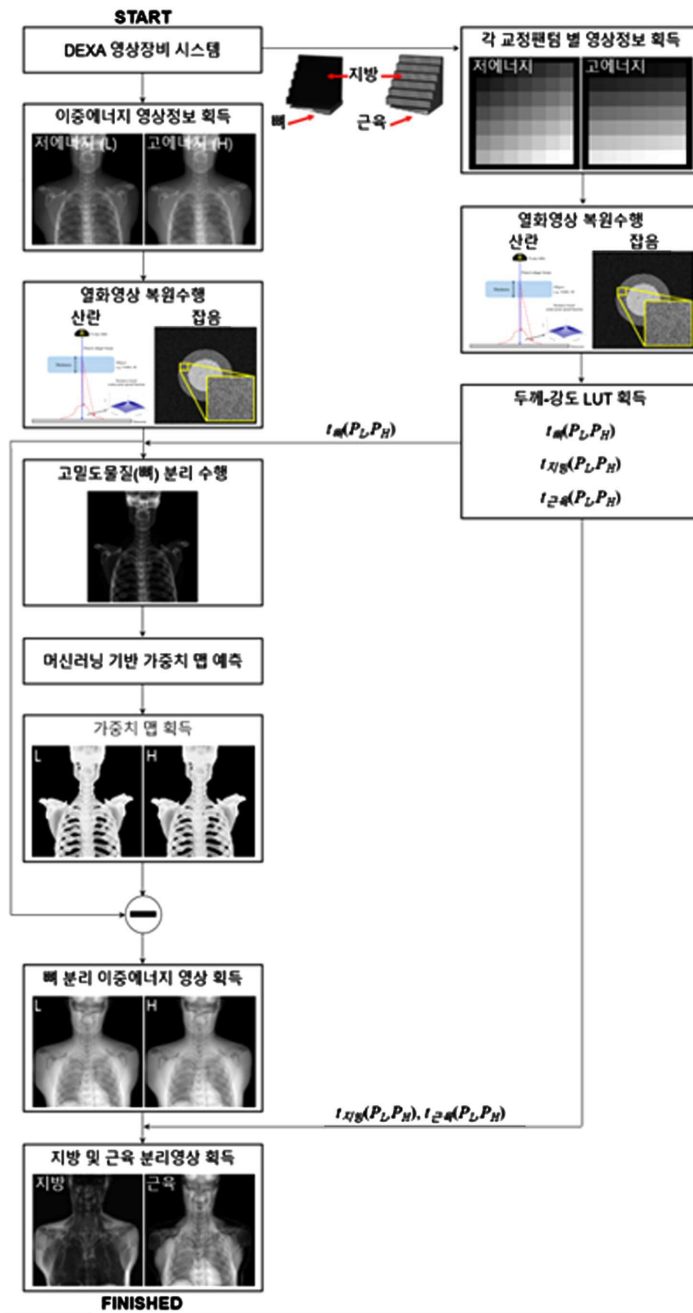 START
DEXA 영상장비 시스템
지방
뼈
근육
각 교정팬텀 별 영상정보 획득
저에너지
고에너지
이중에너지 영상정보 획득
저에너지 (L)
고에너지 (H)
열화영상 복원수행
산란
잡음
열화영상 복원수행
산란
잡음
두께-강도 LUT 획득
t뼈(PL,PH)
t지방(PL,PH)
t근육(PL,PH)
t뼈(PL,PH)
고밀도물질(뼈) 분리 수행
머신러닝 기반 가중치 맵 예측
가중치 맵 획득
L
H
뼈 분리 이중에너지 영상 획득
L
H
t지방(PL,PH), t근육(PL,PH)
지방 및 근육 분리영상 획득
지방
근육
FINISHED